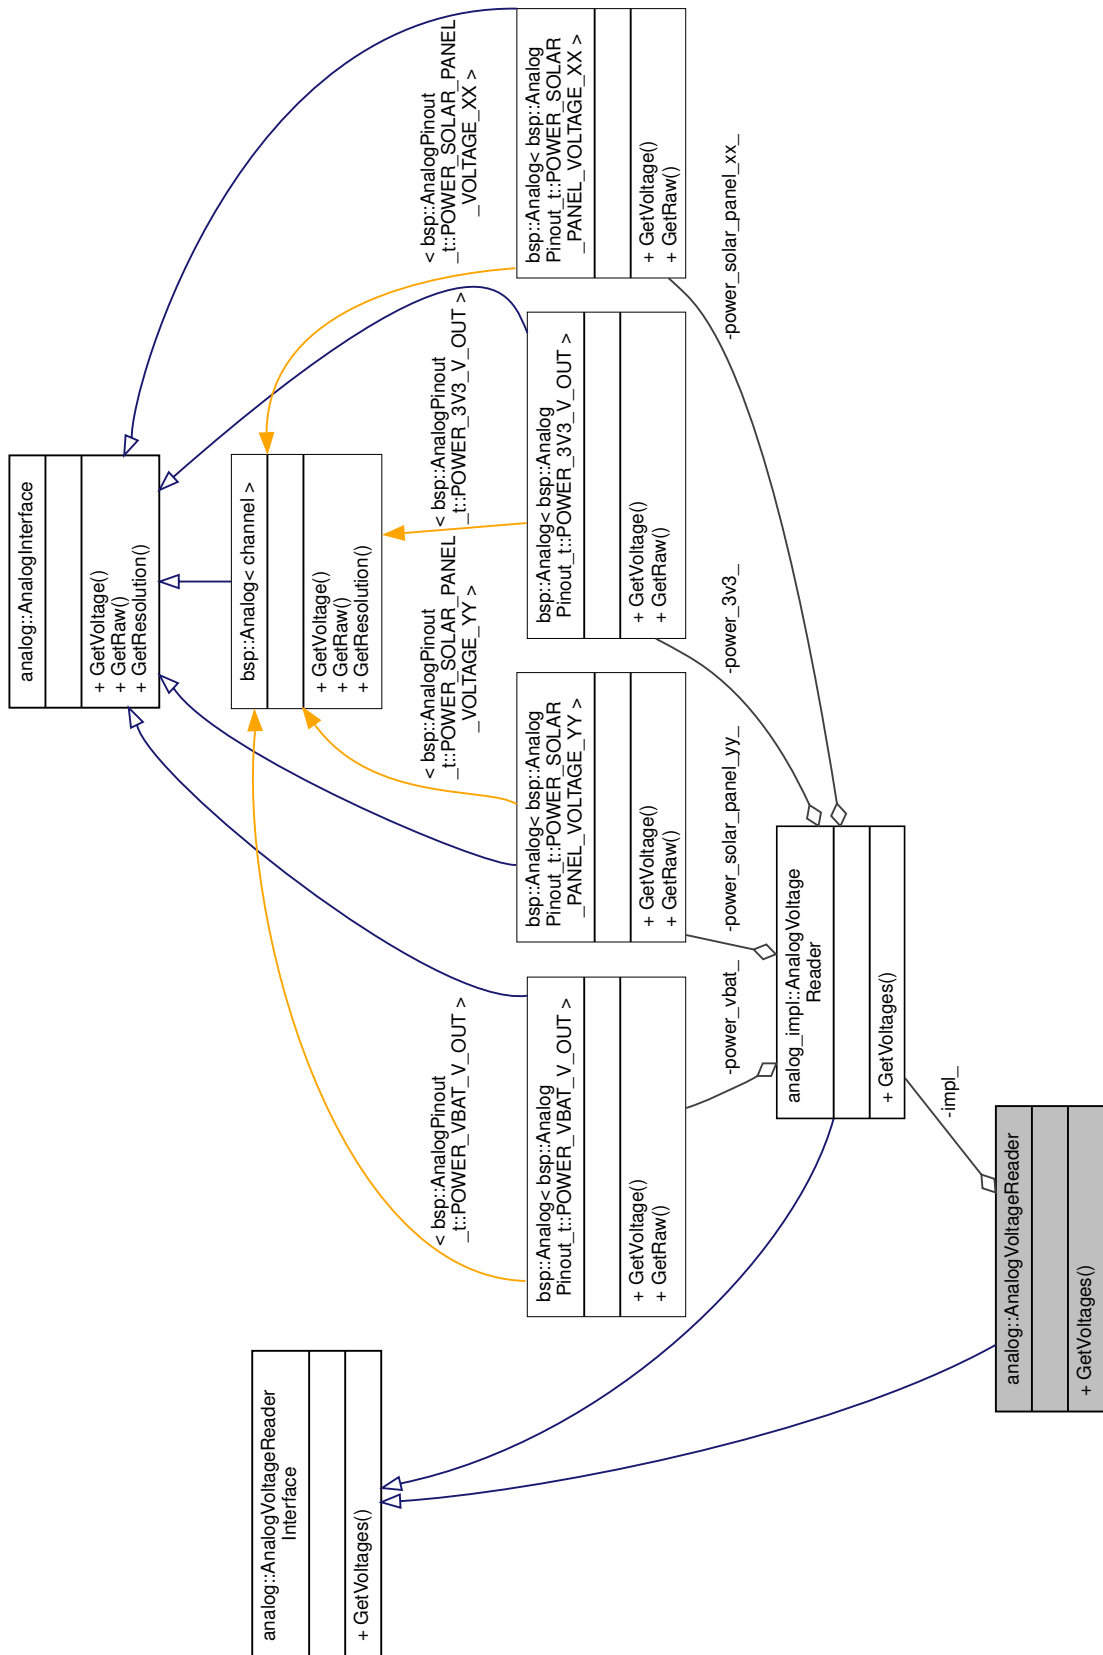 analog::AnalogVoltageReader
Interface
+ GetVoltages()
analog::AnalogInterface
+ GetVoltage()
+ GetRaw()
+ GetResolution()
bsp::Analog< channel >
+ GetVoltage()
+ GetRaw()
+ GetResolution()
< bsp::AnalogPinout
_t::POWER_VBAT_V_OUT >
< bsp::AnalogPinout
_t::POWER_SOLAR_PANEL
_VOLTAGE_YY >
< bsp::AnalogPinout
_t::POWER_3V3_V_OUT >
< bsp::AnalogPinout
_t::POWER_SOLAR_PANEL
_VOLTAGE_XX >
bsp::Analog< bsp::Analog
Pinout_t::POWER_VBAT_V_OUT >
+ GetVoltage()
+ GetRaw()
bsp::Analog< bsp::Analog
Pinout_t::POWER_SOLAR
_PANEL_VOLTAGE_YY >
+ GetVoltage()
+ GetRaw()
bsp::Analog< bsp::Analog
Pinout_t::POWER_3V3_V_OUT >
+ GetVoltage()
+ GetRaw()
bsp::Analog< bsp::Analog
Pinout_t::POWER_SOLAR
_PANEL_VOLTAGE_XX >
+ GetVoltage()
+ GetRaw()
-power_vbat_
-power_solar_panel_yy_
-power_3v3_
-power_solar_panel_xx_
analog_impl::AnalogVoltage
Reader
+ GetVoltages()
-impl_
analog::AnalogVoltageReader
+ GetVoltages()